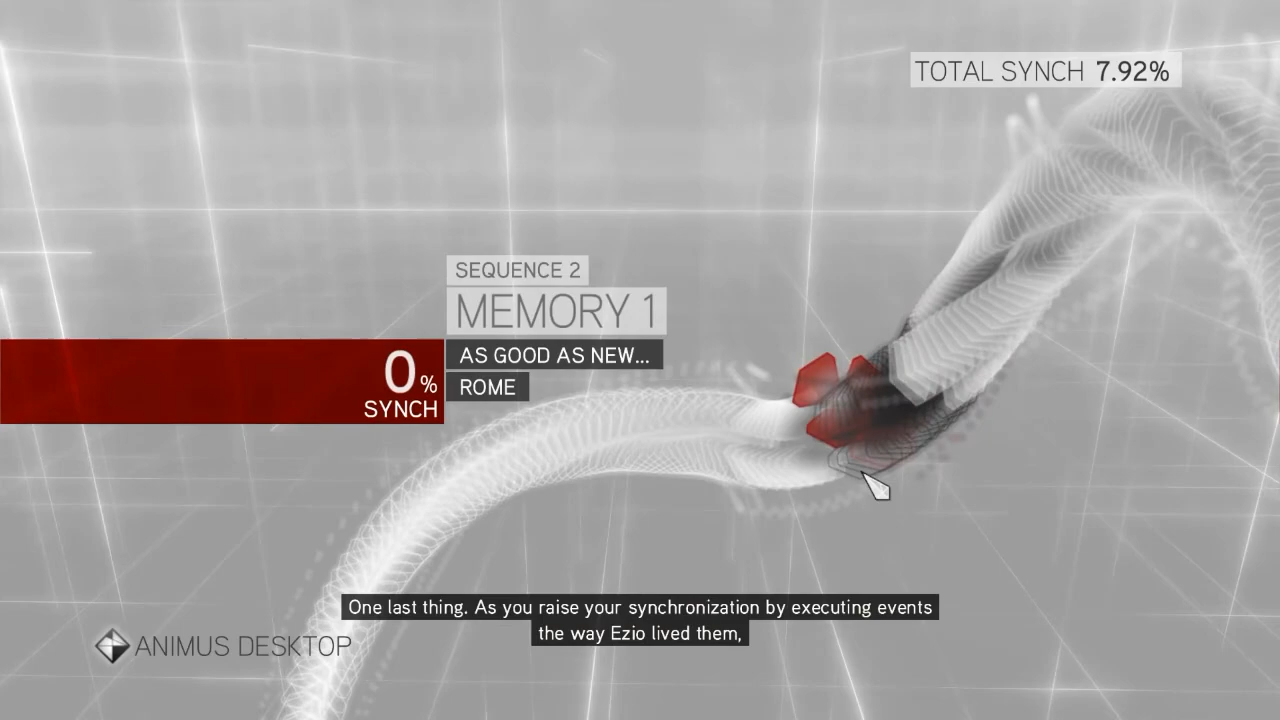 TOTAL SYNCH 7.92%
SEQUENCE 2
MEMORY 1
0%
SYNCH
AS GOOD AS NEW...
ROME
One last thing. As you raise your synchronization by executing events
the way Ezio lived them,
ANIMUS DESKTOP